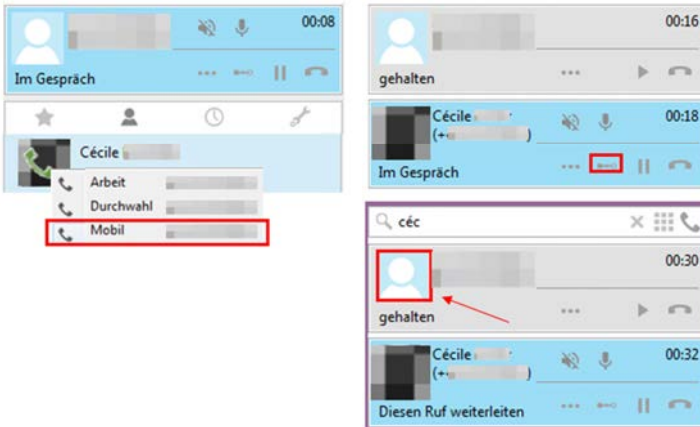 00:08
Im Gespräch
Cécile
Arbeit
Durchwahl
Mobil
00:16
gehalten
Cécile
(+
)
00:18
Im Gespräch
céc
00:30
gehalten
Cécile
(+
)
00:32
Diesen Ruf weiterleiten